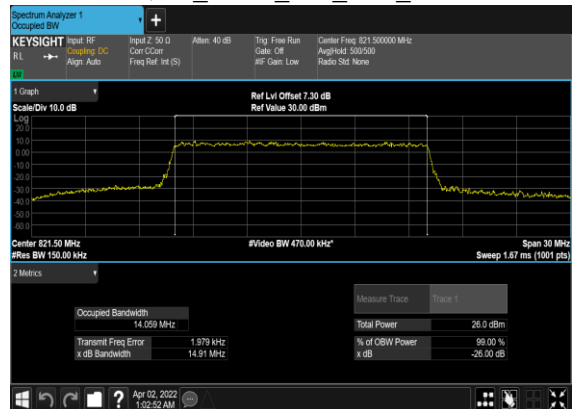 Spectrum Analyzer 1
Occupied BW
+
KEYSIGHT Input: RF Input Z: 50 Ω Atten: 40 dB Trig: Free Run Center Freq: 821.500000 MHz
RL Coupling: DC Corr CCorr Gate: Off Avg|Hold: 500/500
Align: Auto Freq Ref: Int (S) #IF Gain: Low Radio Std: None
1 Graph Ref Lvl Offset 7.30 dB
Scale/Div 10.0 dB Ref Value 30.00 dBm
Log
20.0
10.0
0.00
-10.0
-20.0
-30.0
-40.0
-50.0
-60.0
Center 821.50 MHz #Video BW 470.00 kHz* Span 30 MHz
#Res BW 150.00 kHz Sweep 1.67 ms (1001 pts)
2 Metrics
Measure Trace Trace 1
Occupied Bandwidth
14.059 MHz Total Power 26.0 dBm
Transmit Freq Error 1.979 kHz % of OBW Power 99.00 %
x dB Bandwidth 14.91 MHz x dB -26.00 dB
? Apr 02, 2022
1:02:52 AM